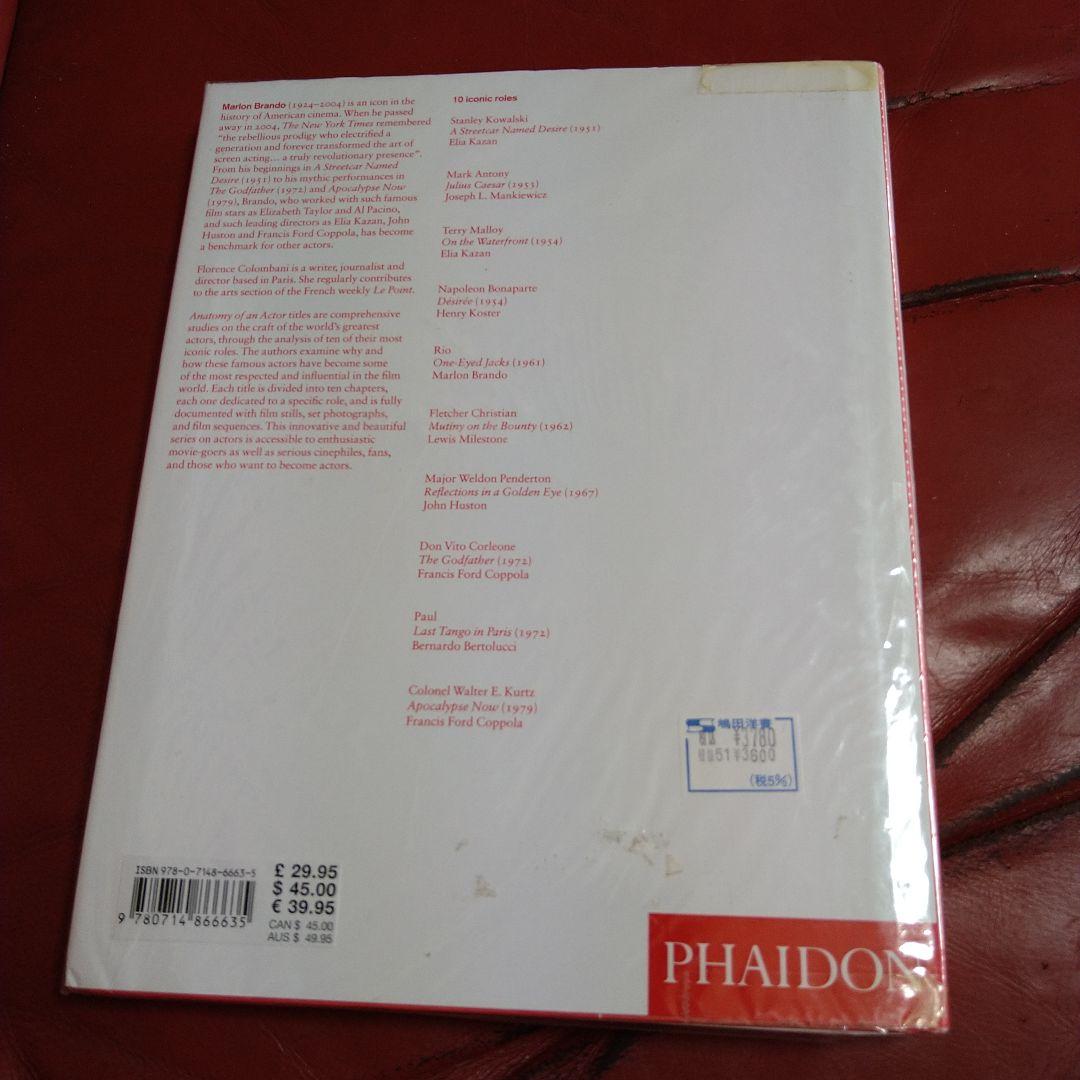 Marlon Brando (1924–2004) is an icon in the
history of American cinema. When he passed
away in 2004, The New York Times remembered
“the rebellious prodigy who electrified a
generation and forever transformed the art of
screen acting… a truly revolutionary presence”.
From his beginnings in A Streetcar Named
Desire (1951) to his mythic performances in
The Godfather (1972) and Apocalypse Now
(1979), Brando, who worked with such famous
film stars as Elizabeth Taylor and Al Pacino,
and such leading directors as Elia Kazan, John
Huston and Francis Ford Coppola, has become
a benchmark for other actors.
Florence Colombani is a writer, journalist and
director based in Paris. She regularly contributes
to the arts section of the French weekly Le Point.
Anatomy of an Actor titles are comprehensive
studies on the craft of the world’s greatest
actors, through the analysis of ten of their most
iconic roles. The authors examine why and
how these famous actors have become some
of the most respected and influential in the film
world. Each title is divided into ten chapters,
each one dedicated to a specific role, and is fully
documented with film stills, set photographs,
and film sequences. This innovative and beautiful
series on actors is accessible to enthusiastic
movie-goers as well as serious cinephiles, fans,
and those who want to become actors.
10 iconic roles
Stanley Kowalski
A Streetcar Named Desire (1951)
Elia Kazan
Mark Antony
Julius Caesar (1953)
Joseph L. Mankiewicz
Terry Malloy
On the Waterfront (1954)
Elia Kazan
Napoleon Bonaparte
Désirée (1954)
Henry Koster
Rio
One-Eyed Jacks (1961)
Marlon Brando
Fletcher Christian
Mutiny on the Bounty (1962)
Lewis Milestone
Major Weldon Penderton
Reflections in a Golden Eye (1967)
John Huston
Don Vito Corleone
The Godfather (1972)
Francis Ford Coppola
Paul
Last Tango in Paris (1972)
Bernardo Bertolucci
Colonel Walter E. Kurtz
Apocalypse Now (1979)
Francis Ford Coppola
嶋田洋書
¥3780
51¥3600
(税5%)
ISBN 978-0-7148-6663-5
9 780714 866635
£ 29.95
$ 45.00
€ 39.95
CAN $ 45.00
AUS $ 49.95
PHAIDON